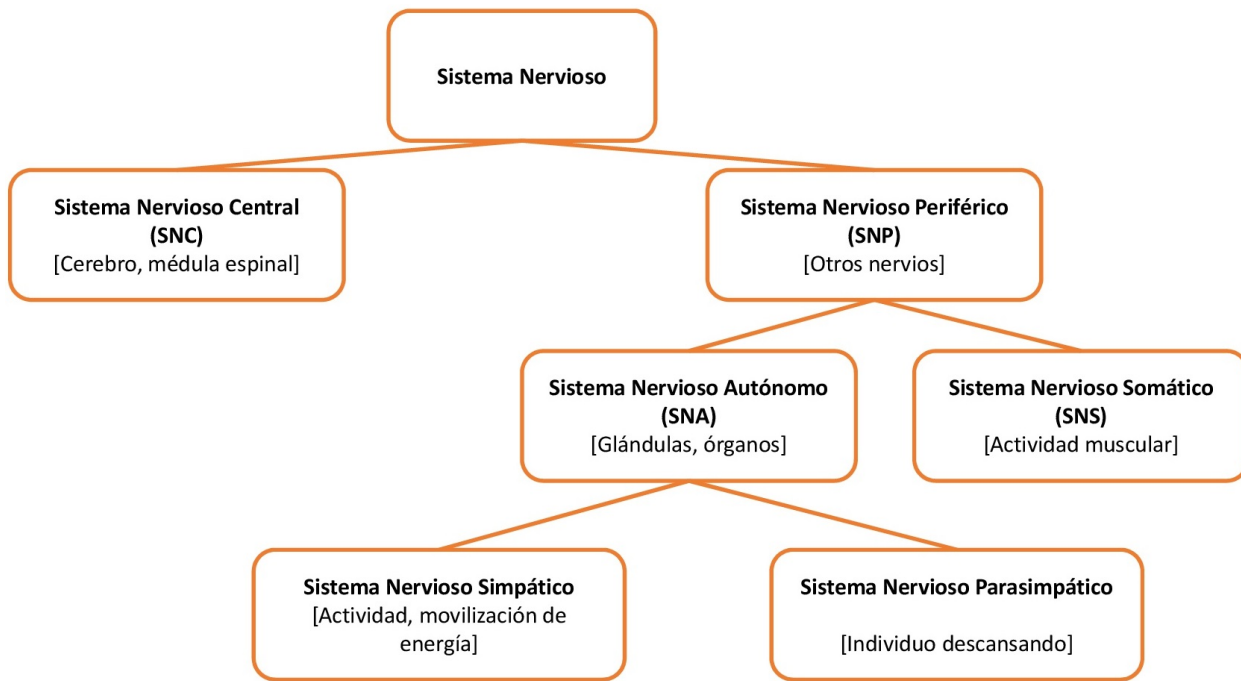 Sistema Nervioso
Sistema Nervioso Central
(SNC)
[Cerebro, médula espinal]
Sistema Nervioso Periférico
(SNP)
[Otros nervios]
Sistema Nervioso Autónomo
(SNA)
[Glándulas, órganos]
Sistema Nervioso Somático
(SNS)
[Actividad muscular]
Sistema Nervioso Simpático
[Actividad, movilización de
energía]
Sistema Nervioso Parasimpático
[Individuo descansando]